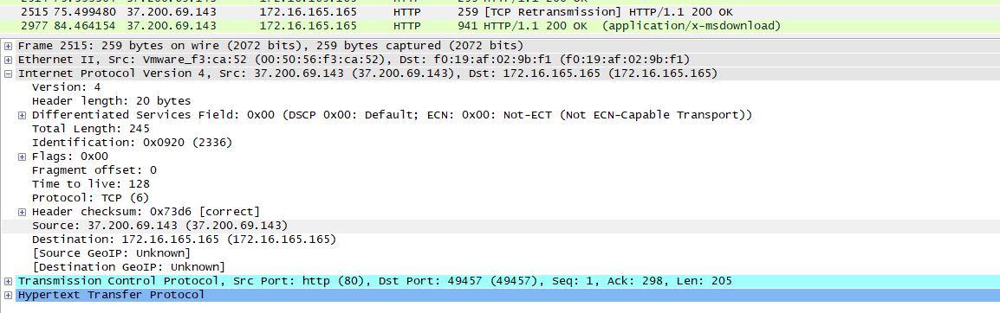 2515 75.499480 37.200.69.143 172.16.165.165 HTTP 259 [TCP Retransmission] HTTP/1.1 200 OK
2977 84.464154 37.200.69.143 172.16.165.165 HTTP 941 HTTP/1.1 200 OK (application/x-msdownload)
Frame 2515: 259 bytes on wire (2072 bits), 259 bytes captured (2072 bits)
Ethernet II, Src: Vmware_f3:ca:52 (00:50:56:f3:ca:52), Dst: f0:19:af:02:9b:f1 (f0:19:af:02:9b:f1)
Internet Protocol Version 4, Src: 37.200.69.143 (37.200.69.143), Dst: 172.16.165.165 (172.16.165.165)
Version: 4
Header length: 20 bytes
Differentiated Services Field: 0x00 (DSCP 0x00: Default; ECN: 0x00: Not-ECT (Not ECN-Capable Transport))
Total Length: 245
Identification: 0x0920 (2336)
Flags: 0x00
Fragment offset: 0
Time to live: 128
Protocol: TCP (6)
Header checksum: 0x73d6 [correct]
Source: 37.200.69.143 (37.200.69.143)
Destination: 172.16.165.165 (172.16.165.165)
[Source GeoIP: Unknown]
[Destination GeoIP: Unknown]
Transmission Control Protocol, Src Port: http (80), Dst Port: 49457 (49457), Seq: 1, Ack: 298, Len: 205
Hypertext Transfer Protocol